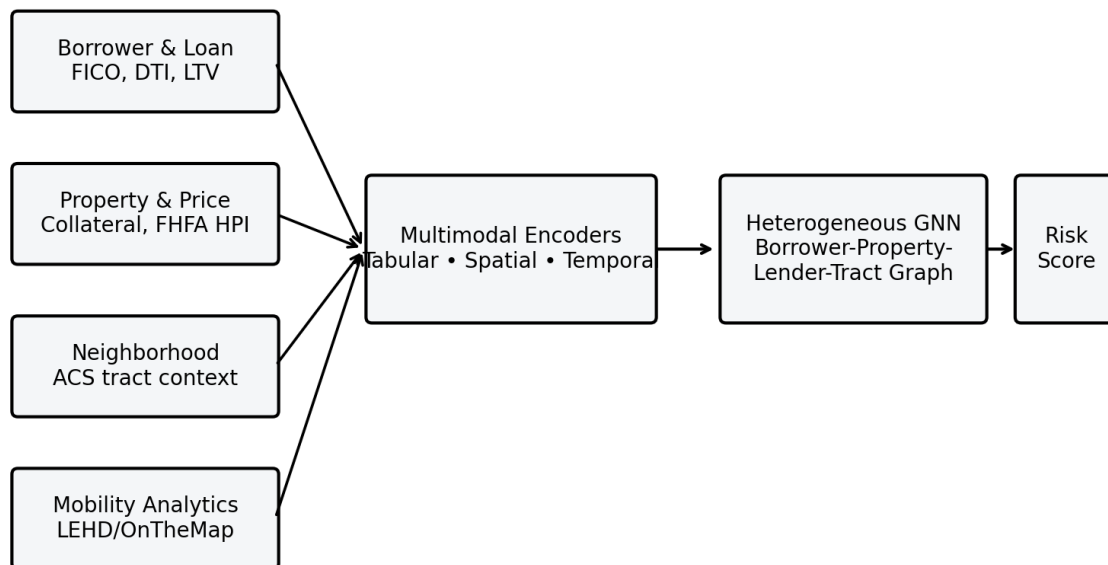 Borrower & Loan
FICO, DTI, LTV
Property & Price
Collateral, FHFA HPI
Neighborhood
ACS tract context
Mobility Analytics
LEHD/OnTheMap
Multimodal Encoders
Tabular • Spatial • Temporal
Heterogeneous GNN
Borrower-Property-
Lender-Tract Graph
Risk
Score